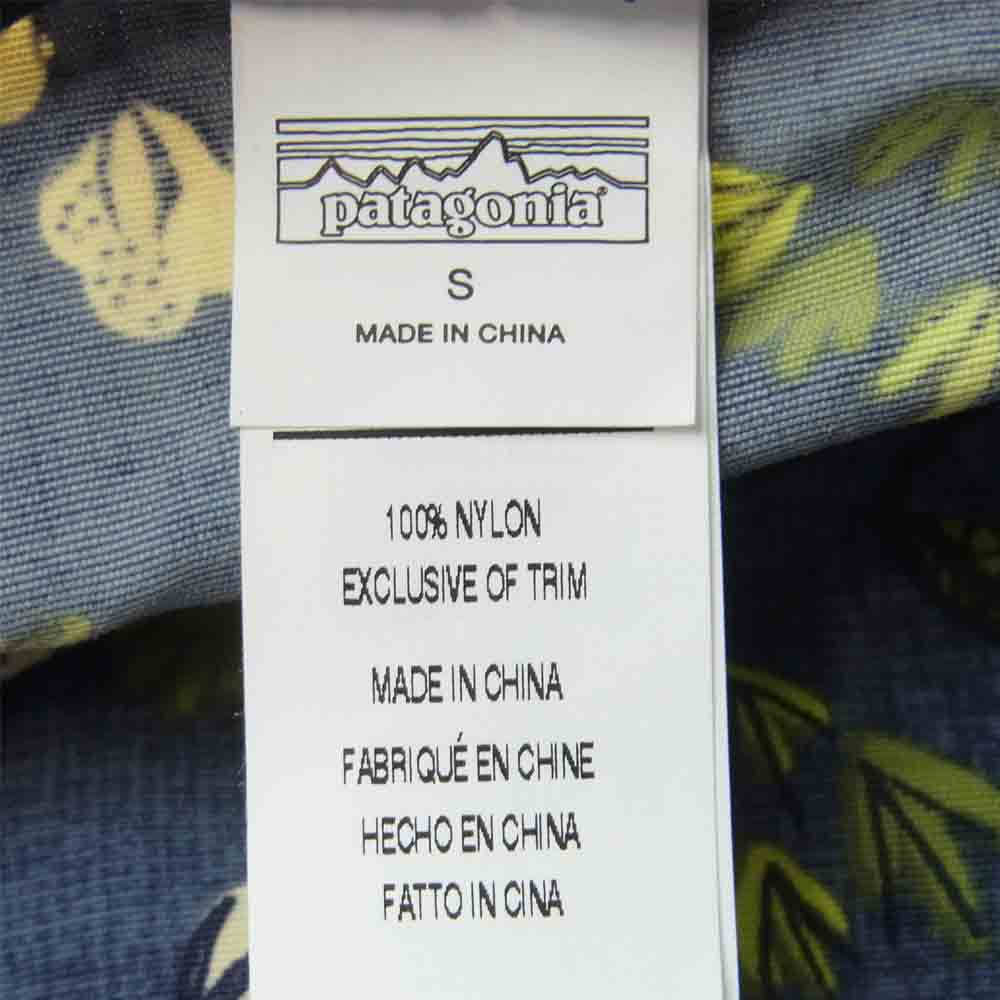 patagonia®
S
MADE IN CHINA
100% NYLON
EXCLUSIVE OF TRIM
MADE IN CHINA
FABRIQUÉ EN CHINE
HECHO EN CHINA
FATTO IN CINA